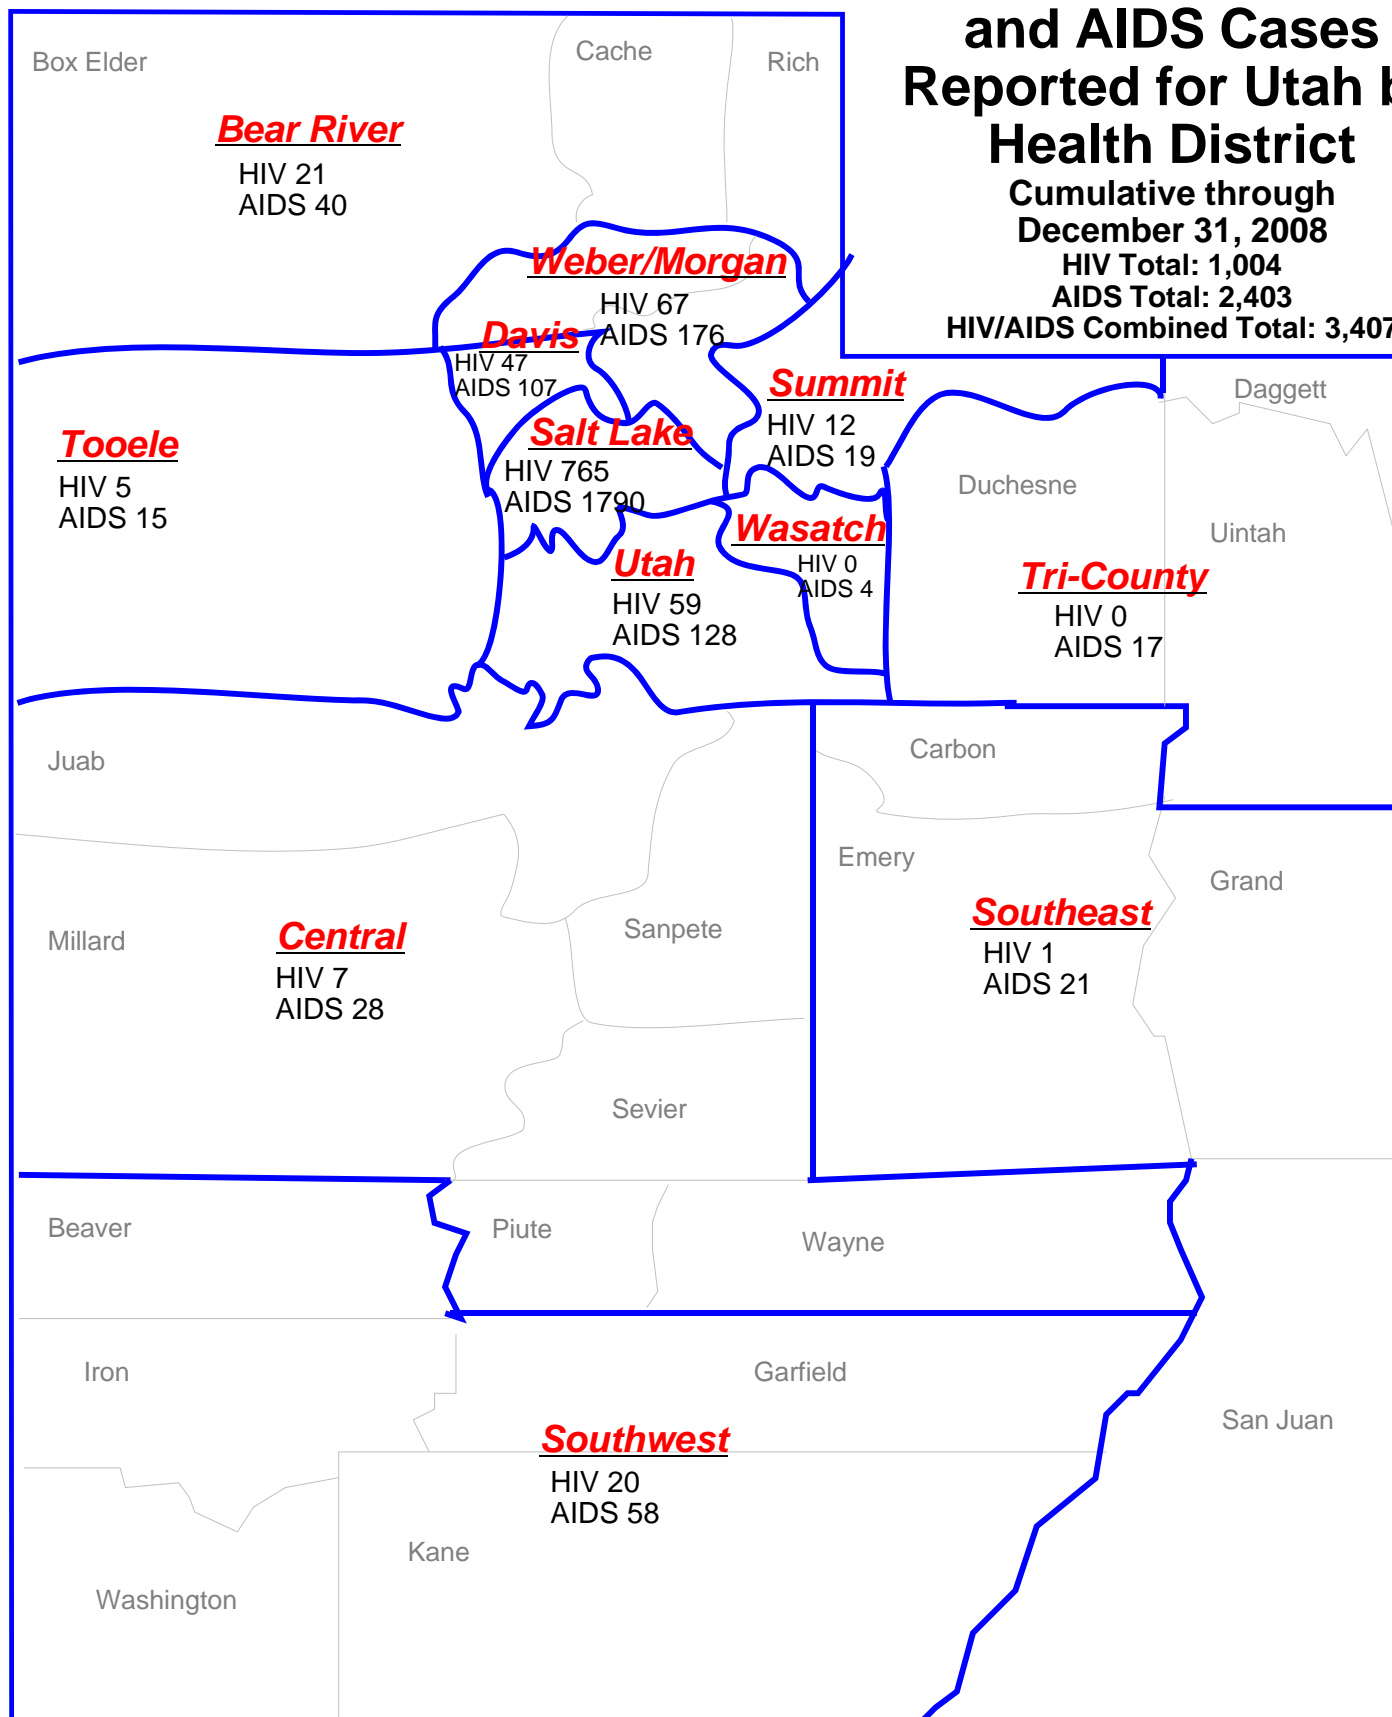 and AIDS Cases
Reported for Utah b
Health District
Cumulative through
December 31, 2008
HIV Total: 1,004
AIDS Total: 2,403
HIV/AIDS Combined Total: 3,407
Box Elder
Cache
Rich
Bear River
HIV 21
AIDS 40
Weber/Morgan
HIV 67
AIDS 176
Davis
HIV 47
AIDS 107
Summit
HIV 12
AIDS 19
Daggett
Tooele
HIV 5
AIDS 15
Salt Lake
HIV 765
AIDS 1790
Duchesne
Uintah
Wasatch
HIV 0
AIDS 4
Utah
HIV 59
AIDS 128
Tri-County
HIV 0
AIDS 17
Juab
Carbon
Emery
Grand
Millard
Central
HIV 7
AIDS 28
Sanpete
Southeast
HIV 1
AIDS 21
Sevier
Beaver
Piute
Wayne
Iron
Garfield
San Juan
Southwest
HIV 20
AIDS 58
Kane
Washington